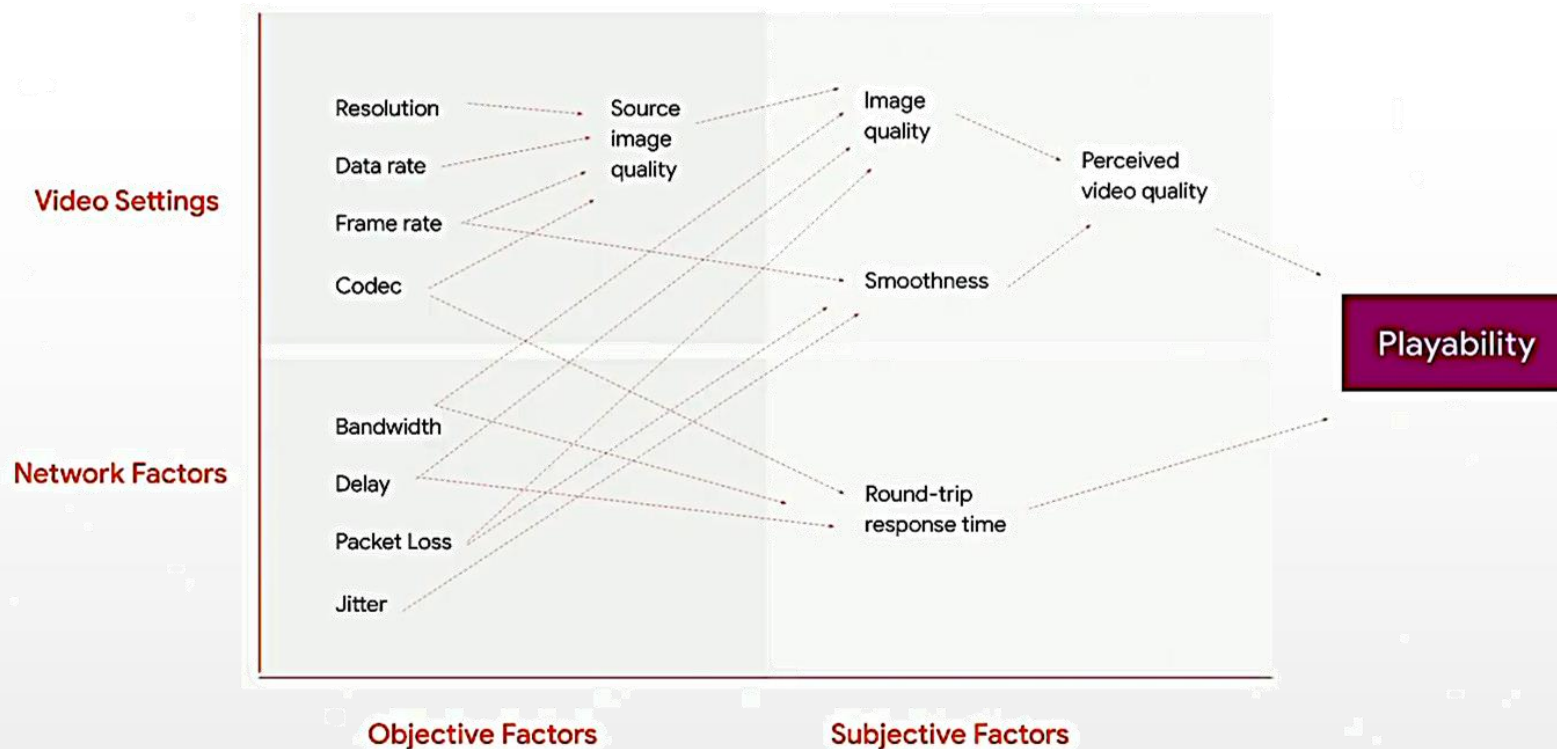 Video Settings
Resolution
Data rate
Frame rate
Codec
Source
image
quality
Image
quality
Smoothness
Perceived
video quality
Playability
Network Factors
Bandwidth
Delay
Packet Loss
Jitter
Round-trip
response time
Objective Factors
Subjective Factors